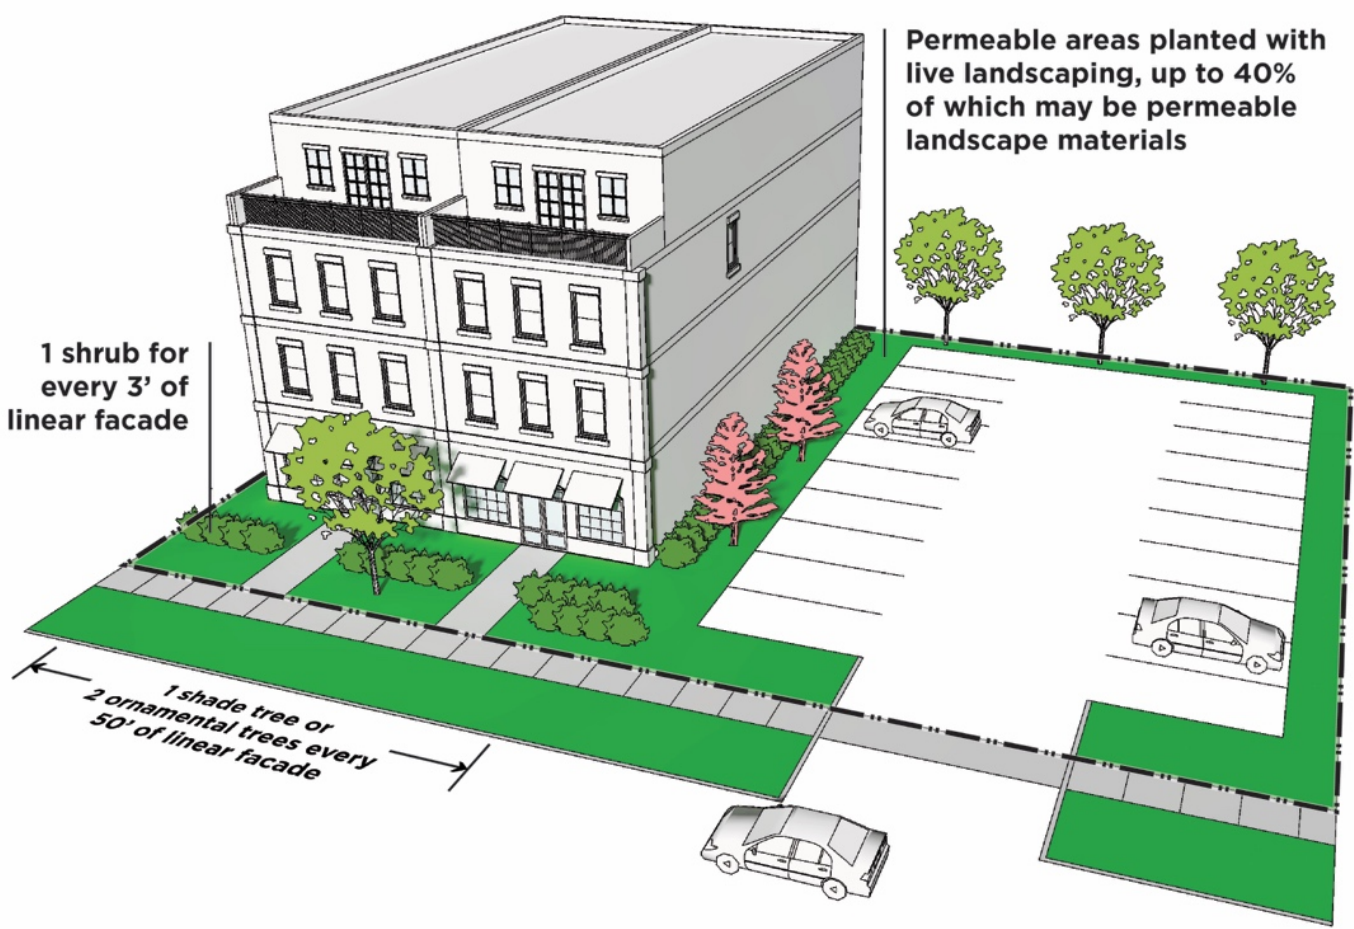 Permeable areas planted with
live landscaping, up to 40%
of which may be permeable
landscape materials
1 shrub for
every 3’ of
linear facade
1 shade tree or
2 ornamental trees every
50’ of linear facade